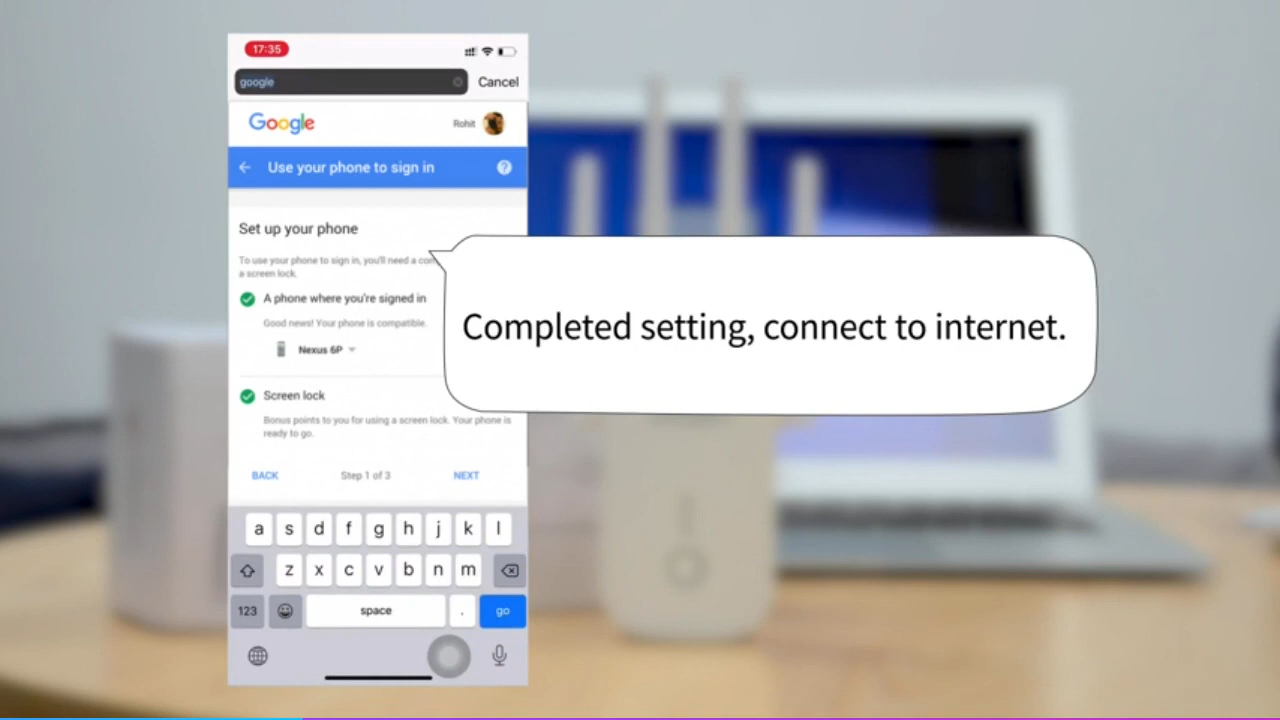 17:35
google
Cancel
Google
Rohit
Use your phone to sign in
Set up your phone
To use your phone to sign in, you'll need a
a screen lock.
A phone where you're signed in
Good news! Your phone is compatible.
Nexus 6P
Screen lock
Bonus points to you for using a screen lock. Your phone is
ready to go.
BACK
Step 1 of 3
NEXT
a s d f g h j k l
z x c v b n m
123
space
.
go
Completed setting, connect to internet.